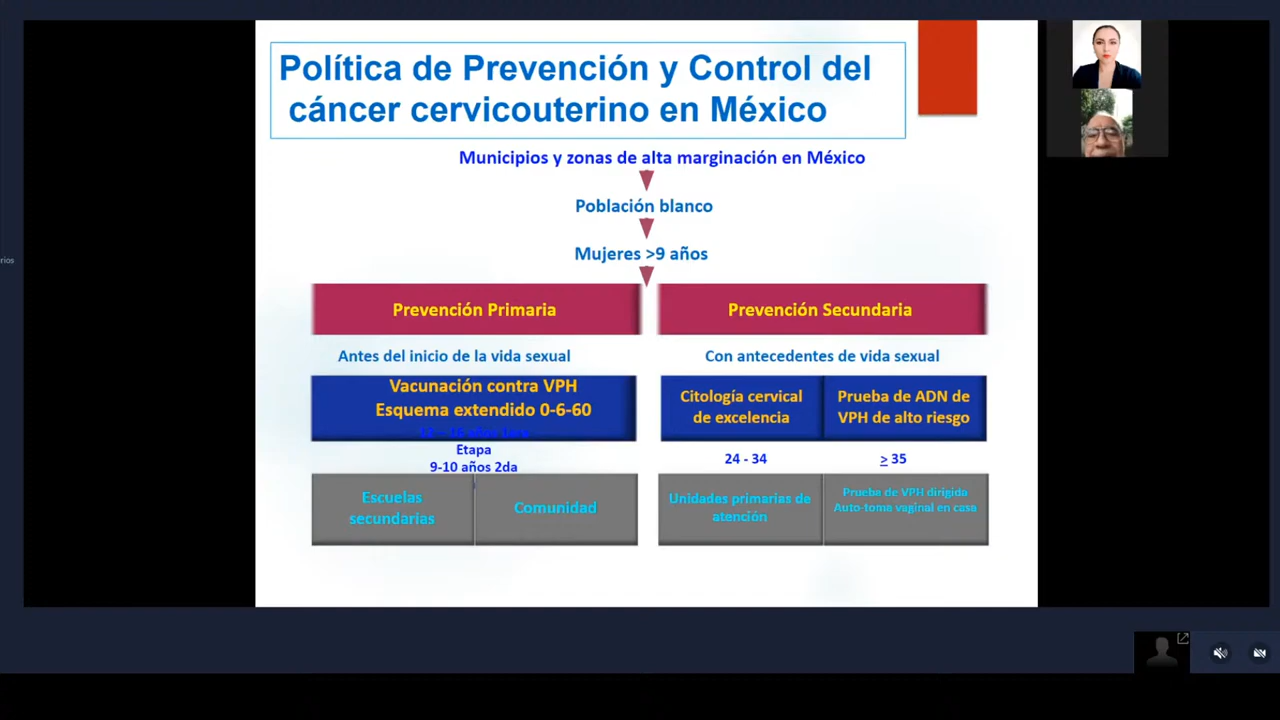 Política de Prevención y Control del
cáncer cervicouterino en México
Municipios y zonas de alta marginación en México
Población blanco
Mujeres >9 años
Prevención Primaria
Prevención Secundaria
Antes del inicio de la vida sexual
Con antecedentes de vida sexual
Vacunación contra VPH
Esquema extendido 0-6-60
Citología cervical
de excelencia
Prueba de ADN de
VPH de alto riesgo
años
Etapa
9-10 años 2da
24 - 34
≥ 35
Escuelas
secundarias
Comunidad
Unidades primarias de
atención
Prueba de VPH dirigida
Auto-toma vaginal en casa
rios